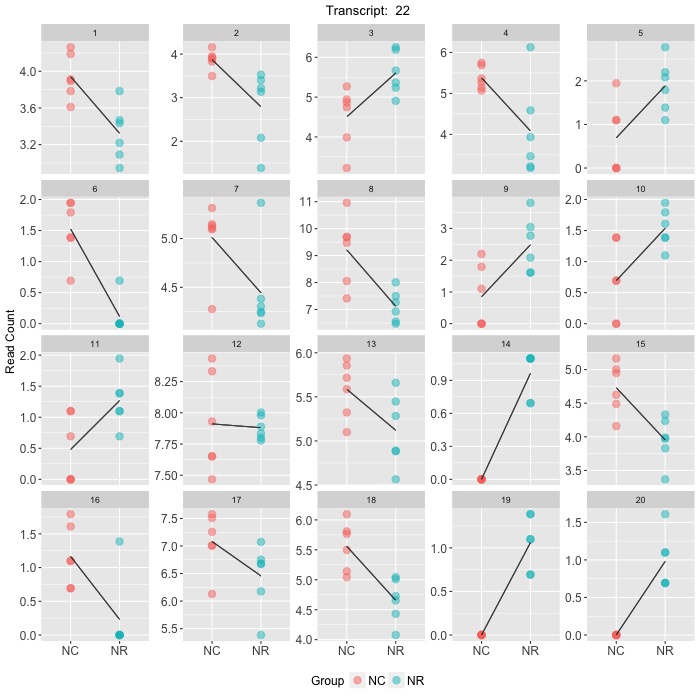 Transcript: 22
1 2 3 4 5
4.0 3.6 3.2
4 3 2
6 5 4
6 4
2 1 0
6 7 8 9 10
2.0 1.5 1.0 0.5 0.0
5.0 4.5
11 10 9 8 7
3 2 1 0
2.0 1.5 1.0 0.5 0.0
Read Count
11 12 13 14 15
2.0 1.5 1.0 0.5 0.0
8.25 8.00 7.75 7.50
6.0 5.5 5.0 4.5
0.9 0.6 0.3 0.0
5.0 4.5 4.0 3.5
16 17 18 19 20
1.5 1.0 0.5 0.0
7.5 7.0 6.5 6.0 5.5
6.0 5.5 5.0 4.5 4.0
1.0 0.5 0.0
1.5 1.0 0.5 0.0
NC NR NC NR NC NR NC NR NC NR
Group NC NR